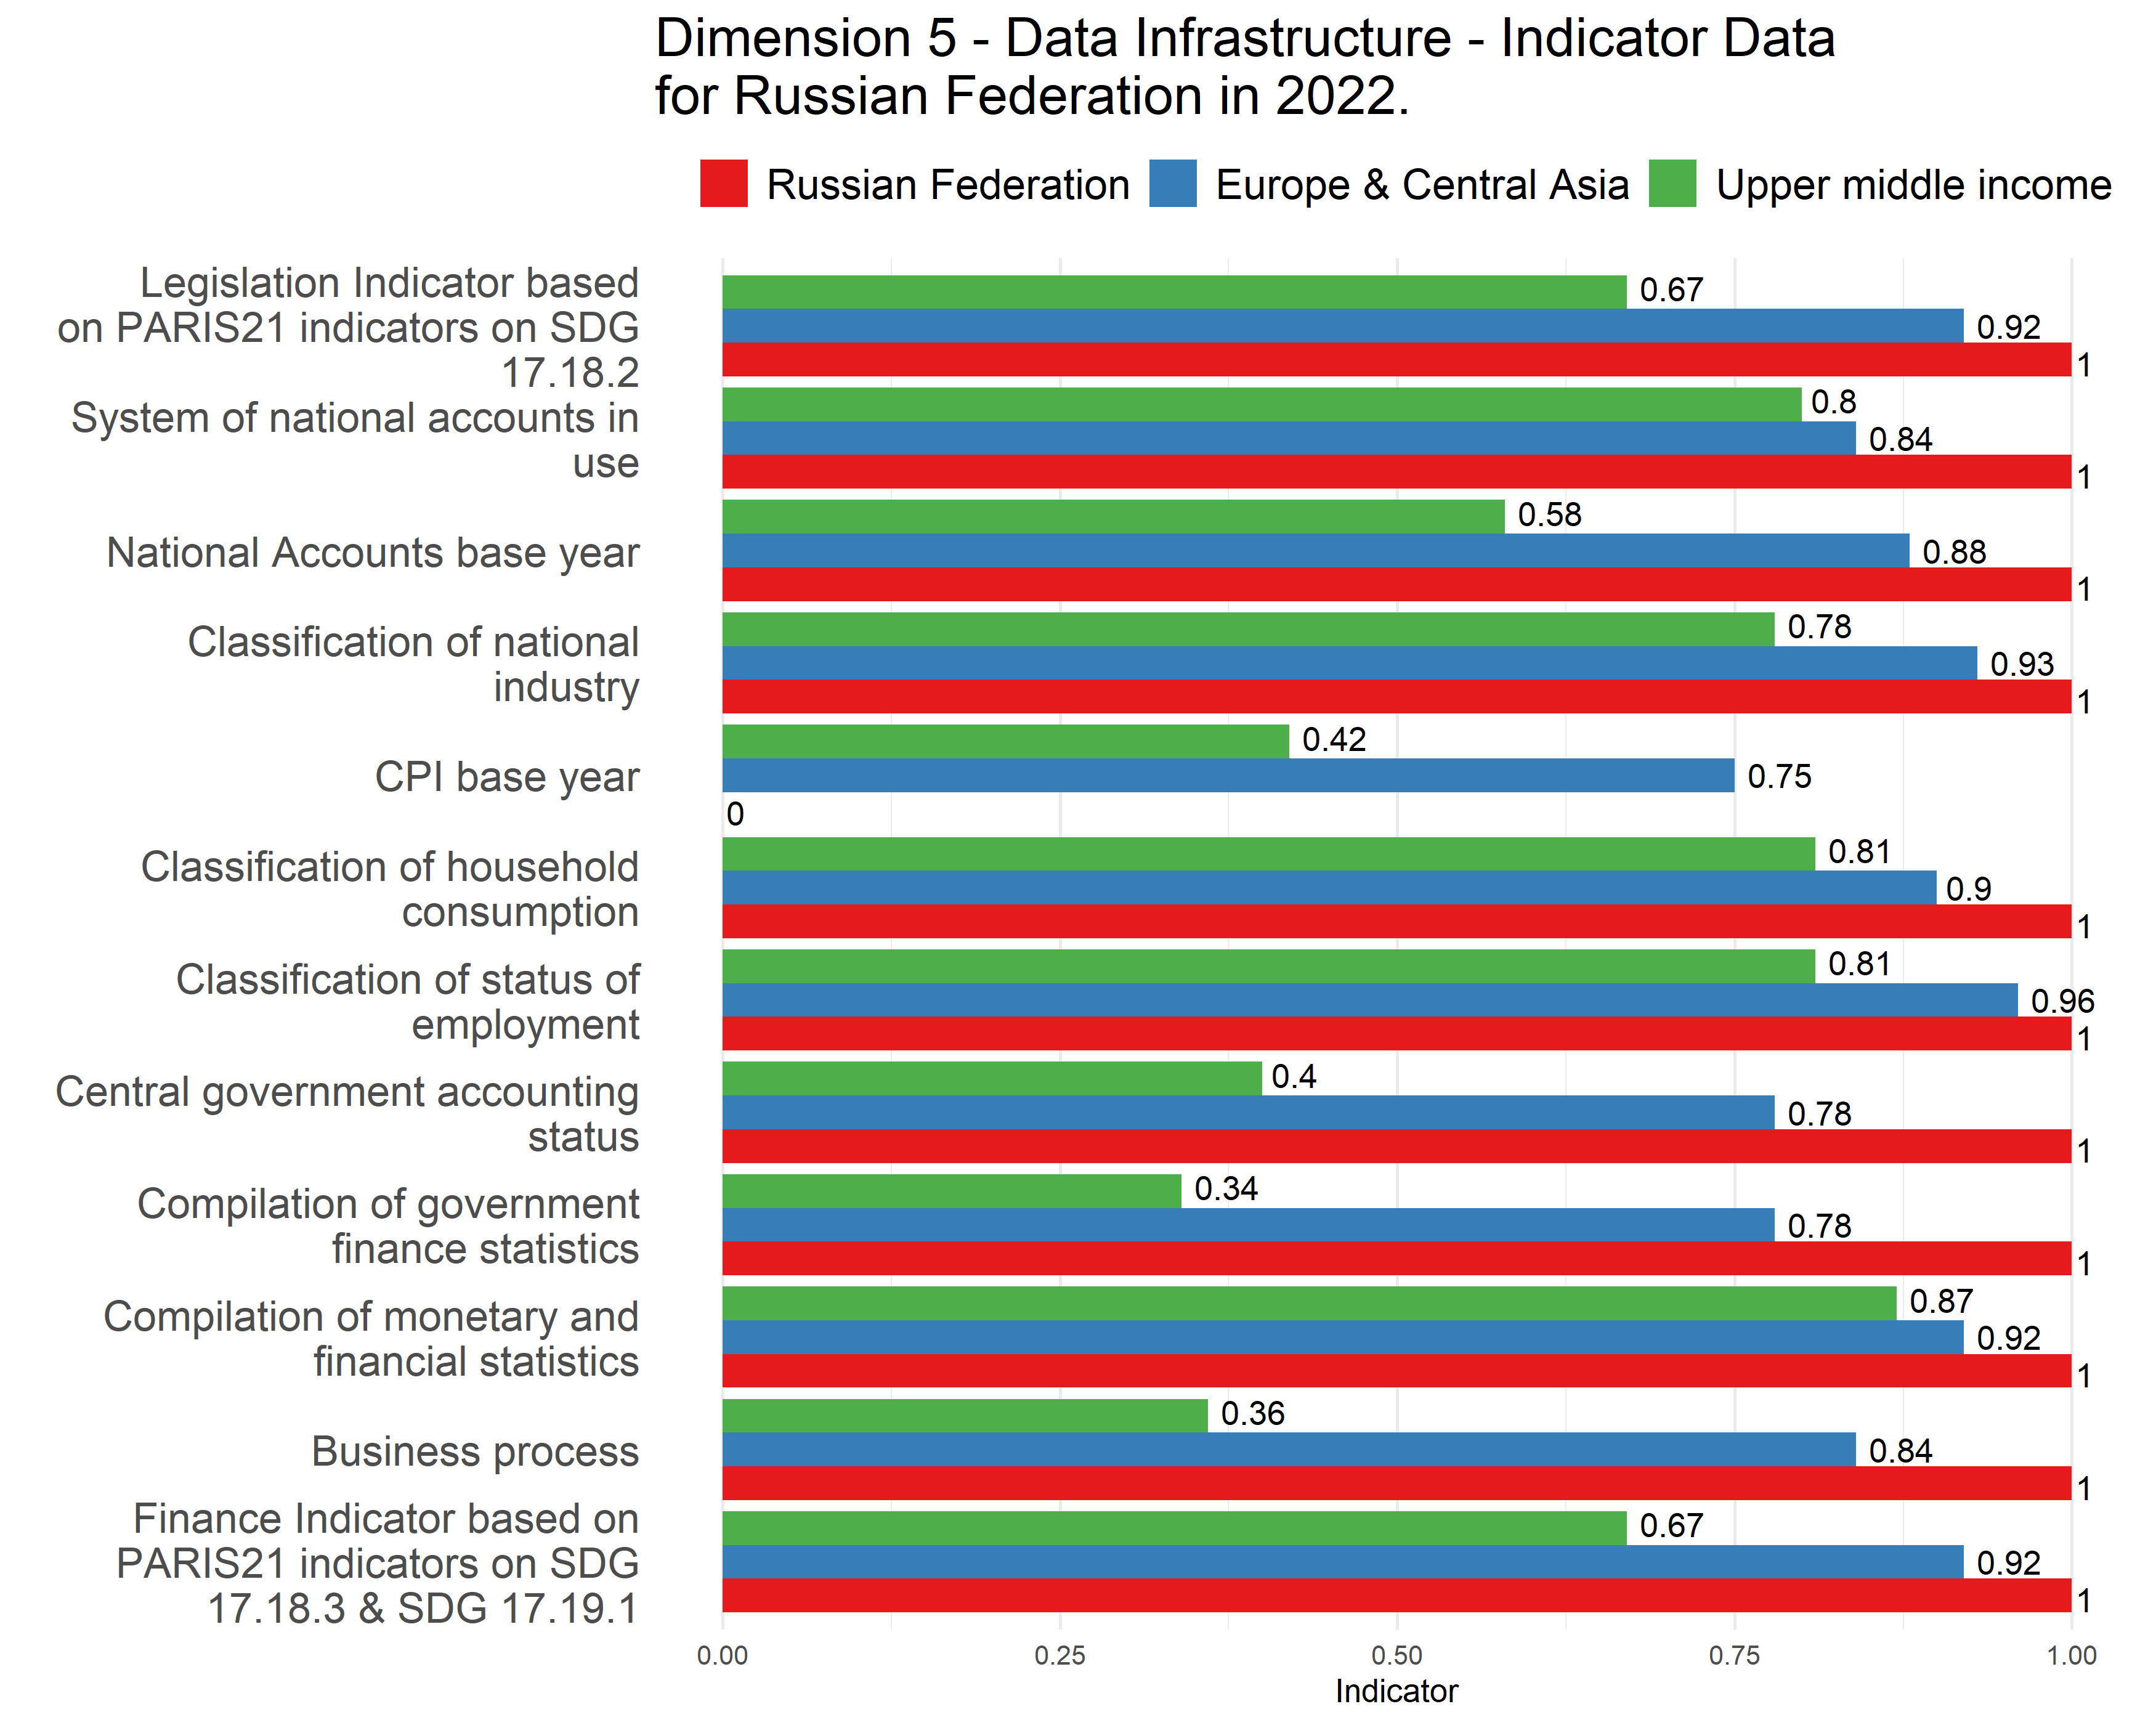 Dimension 5 - Data Infrastructure - Indicator Data
for Russian Federation in 2022.
Russian Federation Europe & Central Asia Upper middle income
Legislation Indicator based
on PARIS21 indicators on SDG
17.18.2
0.67
0.92
1
System of national accounts in
use
0.8
0.84
1
National Accounts base year
0.58
0.88
1
Classification of national
industry
0.78
0.93
1
CPI base year
0.42
0.75
0
Classification of household
consumption
0.81
0.9
1
Classification of status of
employment
0.81
0.96
1
Central government accounting
status
0.4
0.78
1
Compilation of government
finance statistics
0.34
0.78
1
Compilation of monetary and
financial statistics
0.87
0.92
1
Business process
0.36
0.84
1
Finance Indicator based on
PARIS21 indicators on SDG
17.18.3 & SDG 17.19.1
0.67
0.92
1
0.00 0.25 0.50 0.75 1.00
Indicator